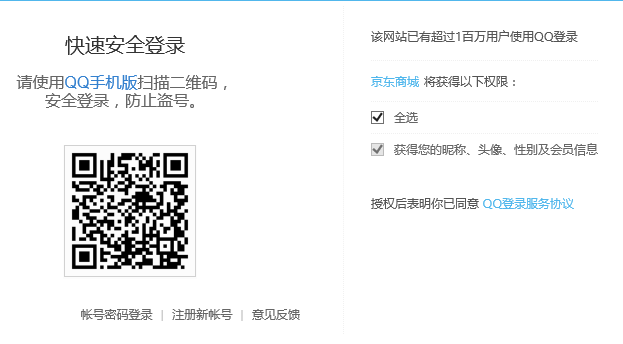 快速安全登录
请使用QQ手机版扫描二维码，
安全登录，防止盗号。
帐号密码登录 | 注册新帐号 | 意见反馈
该网站已有超过1百万用户使用QQ登录
京东商城 将获得以下权限：
全选
获得您的昵称、头像、性别及会员信息
授权后表明你已同意 QQ登录服务协议